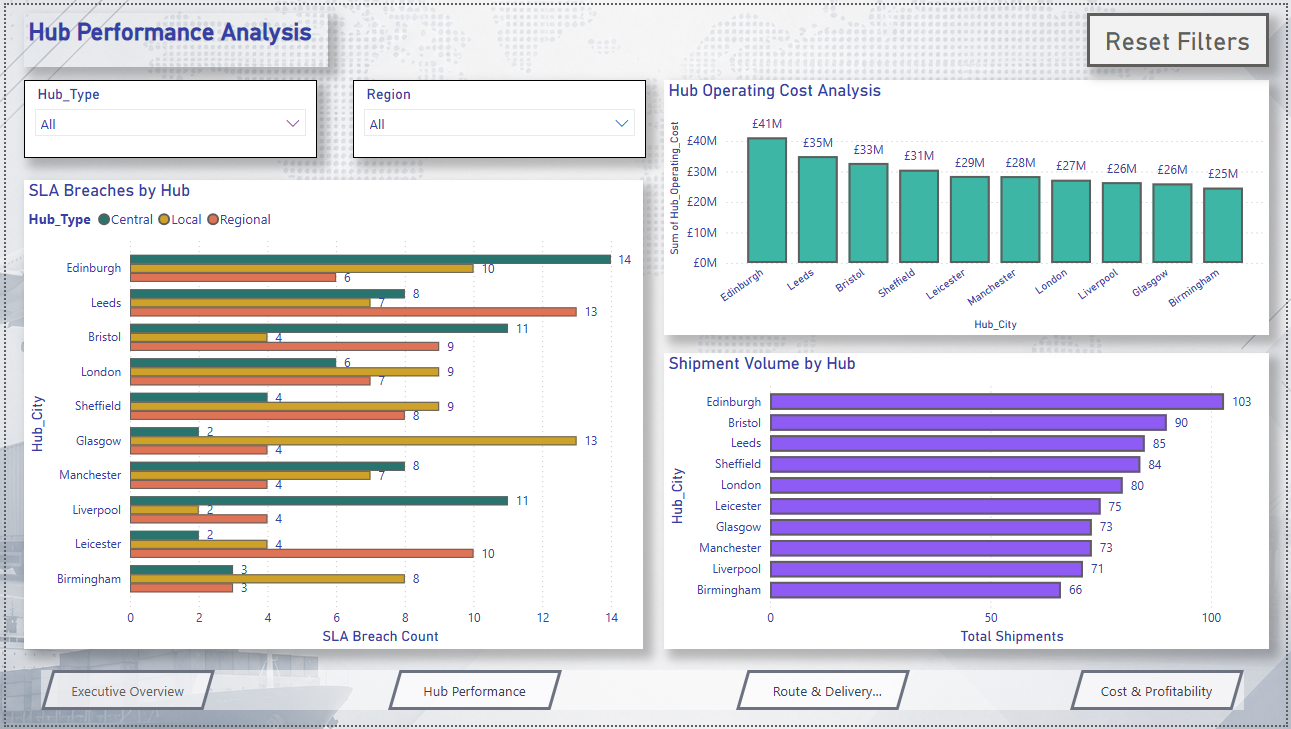 Hub Performance Analysis
Reset Filters
Hub_Type
All
Region
All
SLA Breaches by Hub
Hub_Type Central Local Regional
Hub_City
Edinburgh 14 10 6
Leeds 8 7 13
Bristol 11 4 9
London 6 9 7
Sheffield 4 9 8
Glasgow 2 13 4
Manchester 8 7 4
Liverpool 11 2 4
Leicester 2 4 10
Birmingham 3 8 3
0 2 4 6 8 10 12 14
SLA Breach Count
Hub Operating Cost Analysis
Sum of Hub_Operating_Cost
£40M
£30M
£20M
£10M
£0M
£41M £35M £33M £31M £29M £28M £27M £26M £26M £25M
Edinburgh Leeds Bristol Sheffield Leicester Manchester London Liverpool Glasgow Birmingham
Hub_City
Shipment Volume by Hub
Hub_City
Edinburgh 103
Bristol 90
Leeds 85
Sheffield 84
London 80
Leicester 75
Glasgow 73
Manchester 73
Liverpool 71
Birmingham 66
0 50 100
Total Shipments
Executive Overview
Hub Performance
Route & Delivery...
Cost & Profitability